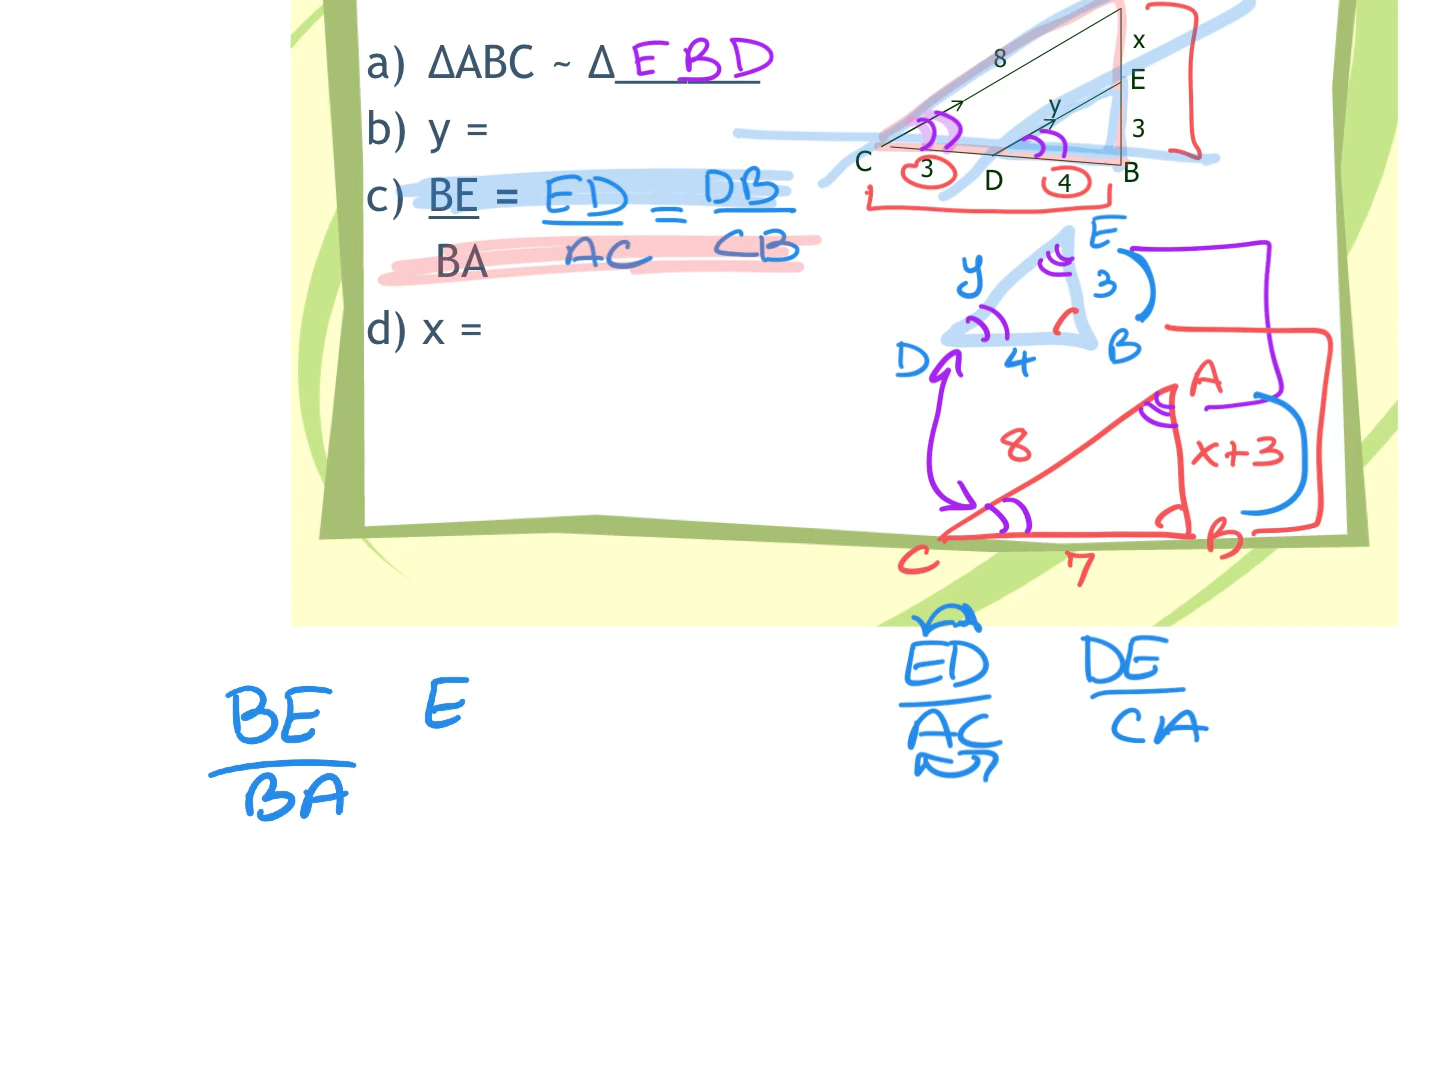 a) ΔABC ~ Δ EBD
b) y =
c) BE = ED = DB
BA AC CB
d) x =
8
x
E
y
3
C
3
D
4
B
E
y
3
D
4
B
A
8
x+3
C
7
B
ED DE
AC CA
BE E
BA